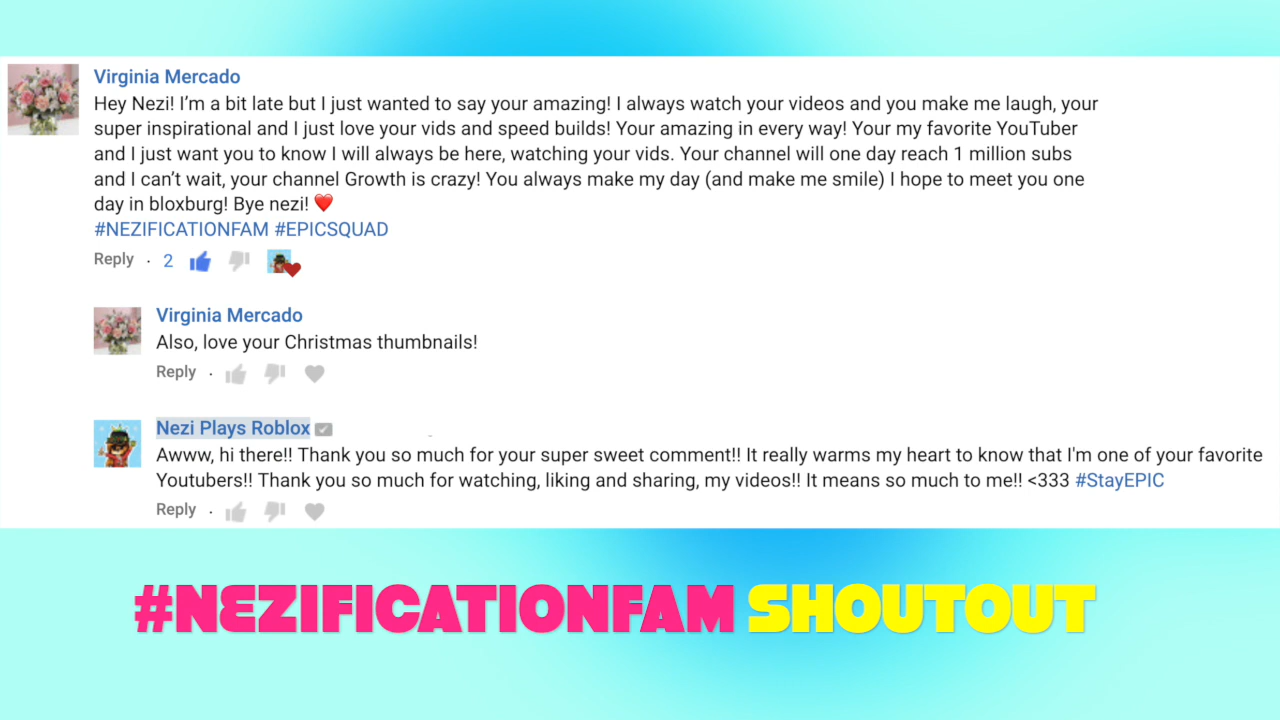 Virginia Mercado
Hey Nezi! I’m a bit late but I just wanted to say your amazing! I always watch your videos and you make me laugh, your
super inspirational and I just love your vids and speed builds! Your amazing in every way! Your my favorite YouTuber
and I just want you to know I will always be here, watching your vids. Your channel will one day reach 1 million subs
and I can’t wait, your channel Growth is crazy! You always make my day (and make me smile) I hope to meet you one
day in bloxburg! Bye nezi! ❤️
#NEZIFICATIONFAM #EPICSQUAD
Reply · 2
Virginia Mercado
Also, love your Christmas thumbnails!
Reply ·
Nezi Plays Roblox
Awww, hi there!! Thank you so much for your super sweet comment!! It really warms my heart to know that I'm one of your favorite
Youtubers!! Thank you so much for watching, liking and sharing, my videos!! It means so much to me!! <333 #StayEPIC
Reply ·
#NEZIFICATIONFAM SHOUTOUT